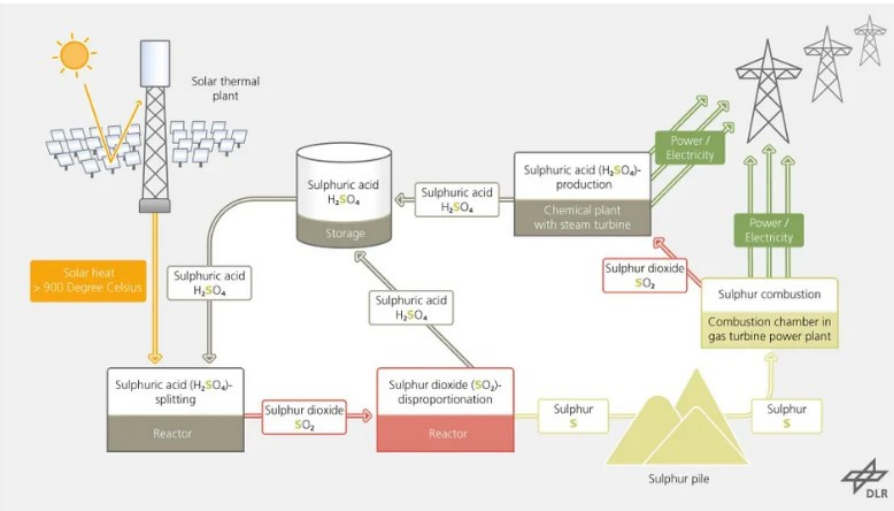 Solar thermal
plant
Solar heat
> 900 Degree Celsius
Sulphuric acid
H₂SO₄
Sulphuric acid
H₂SO₄
Storage
Sulphuric acid
H₂SO₄
Sulphuric acid (H₂SO₄)-
production
Chemical plant
with steam turbine
Power /
Electricity
Power /
Electricity
Sulphur dioxide
SO₂
Sulphur combustion
Combustion chamber in
gas turbine power plant
Sulphuric acid
H₂SO₄
Sulphuric acid (H₂SO₄)-
splitting
Reactor
Sulphur dioxide
SO₂
Sulphur dioxide (SO₂)-
disproportionation
Reactor
Sulphur
S
Sulphur pile
Sulphur
S
DLR